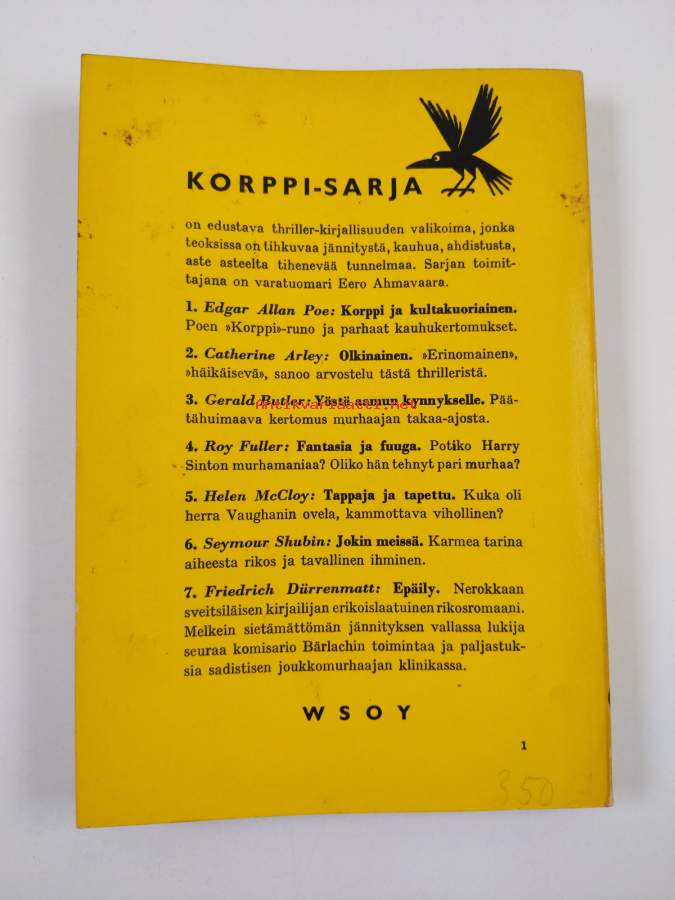 KORPPI-SARJA
on edustava thriller-kirjallisuuden valikoima, jonka
teoksissa on tihkuvaa jännitystä, kauhua, ahdistusta,
aste asteelta tihenevää tunnelmaa. Sarjan toimit-
tajana on varatuomari Eero Ahmavaara.
1. Edgar Allan Poe: Korppi ja kultakuoriainen.
Poen »Korppi»-runo ja parhaat kauhukertomukset.
2. Catherine Arley: Olkinainen. »Erinomainen»,
»häikäisevä», sanoo arvostelu tästä thrilleristä.
3. Gerald Butler: Yöstä aamun kynnykselle. Pää-
Antikvariaatti.net
tähuimaava kertomus murhaajan takaa-ajosta.
4. Roy Fuller: Fantasia ja fuuga. Potiko Harry
Sinton murhamaniaa? Oliko hän tehnyt pari murhaa?
5. Helen McCloy: Tappaja ja tapettu. Kuka oli
herra Vaughanin ovela, kammottava vihollinen?
6. Seymour Shubin: Jokin meissä. Karmea tarina
aiheesta rikos ja tavallinen ihminen.
7. Friedrich Dürrenmatt: Epäily. Nerokkaan
sveitsiläisen kirjailijan erikoislaatuinen rikosromaani.
Melkein sietämättömän jännityksen vallassa lukija
seuraa komisario Bärlachin toimintaa ja paljastuk-
sia sadistisen joukkomurhaajan klinikassa.
WSOY
1
350